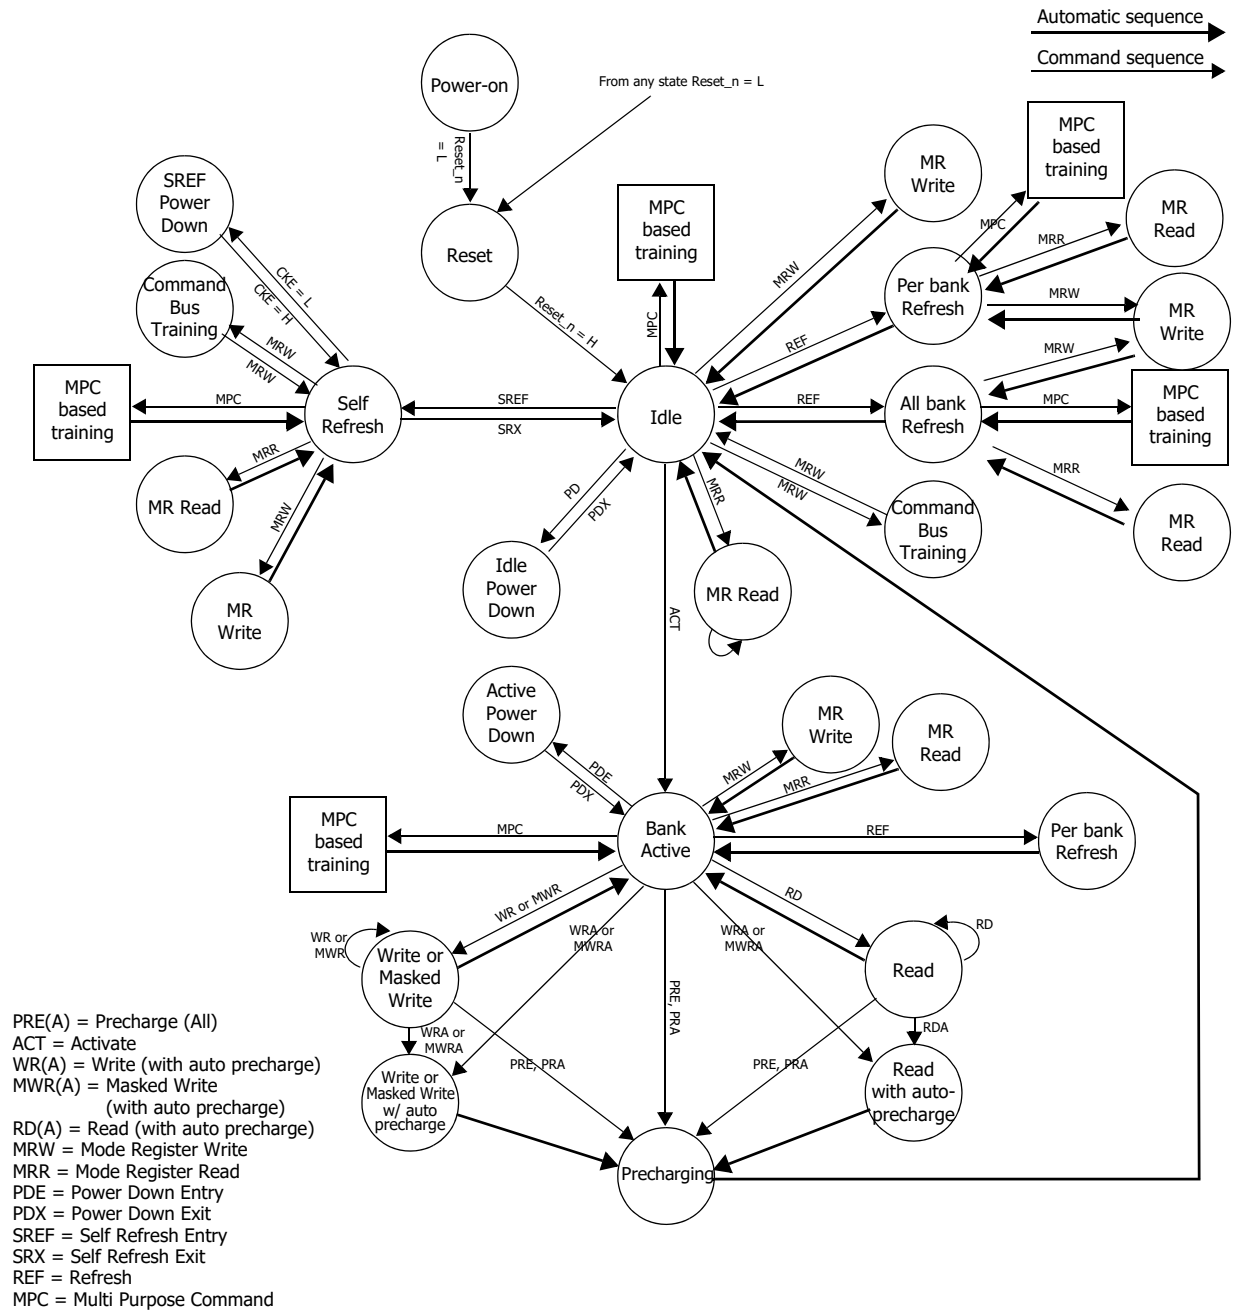 Automatic sequence
Command sequence
Power-on
From any state Reset_n = L
Reset_n
= L
Reset
Reset_n = H
SREF
Power
Down
CKE = L
CKE = H
Command
Bus
Training
MRW
MRW
MPC
based
training
MPC
Self
Refresh
MRR
MR Read
MRW
MR
Write
SREF
SRX
MPC
based
training
MPC
Idle
MRW
MR
Write
REF
Per bank
Refresh
MPC
MPC
based
training
MRR
MR
Read
MRW
MR
Write
MRW
REF
All bank
Refresh
MPC
MPC
based
training
MRR
MR
Read
MRW
MRW
Command
Bus
Training
PD
PDX
Idle
Power
Down
MRR
MR Read
ACT
Active
Power
Down
PDE
PDX
MRW
MR
Write
MRR
MR
Read
MPC
based
training
MPC
Bank
Active
REF
Per bank
Refresh
WR or MWR
WRA or
MWRA
PRE, PRA
WRA or
MWRA
RD
WR or
MWR
Write or
Masked
Write
Read
RD
WRA or
MWRA
PRE, PRA
PRE, PRA
RDA
Write or
Masked Write
w/ auto
precharge
Read
with auto-
precharge
Precharging
PRE(A) = Precharge (All)
ACT = Activate
WR(A) = Write (with auto precharge)
MWR(A) = Masked Write
(with auto precharge)
RD(A) = Read (with auto precharge)
MRW = Mode Register Write
MRR = Mode Register Read
PDE = Power Down Entry
PDX = Power Down Exit
SREF = Self Refresh Entry
SRX = Self Refresh Exit
REF = Refresh
MPC = Multi Purpose Command